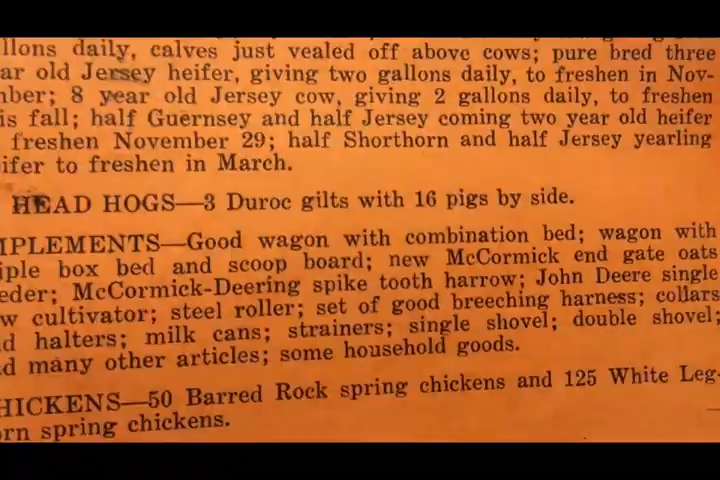 llons daily, calves just vealed off above cows; pure bred three
ar old Jersey heifer, giving two gallons daily, to freshen in Nov-
nber; 8 year old Jersey cow, giving 2 gallons daily, to freshen
is fall; half Guernsey and half Jersey coming two year old heifer
freshen November 29; half Shorthorn and half Jersey yearling
eifer to freshen in March.
HEAD HOGS—3 Duroc gilts with 16 pigs by side.
MPLEMENTS—Good wagon with combination bed; wagon with
iple box bed and scoop board; new McCormick end gate oats
eder; McCormick-Deering spike tooth harrow; John Deere single
w cultivator; steel roller; set of good breeching harness; collars
d halters; milk cans; strainers; single shovel; double shovel;
d many other articles; some household goods.
HICKENS—50 Barred Rock spring chickens and 125 White Leg-
orn spring chickens.